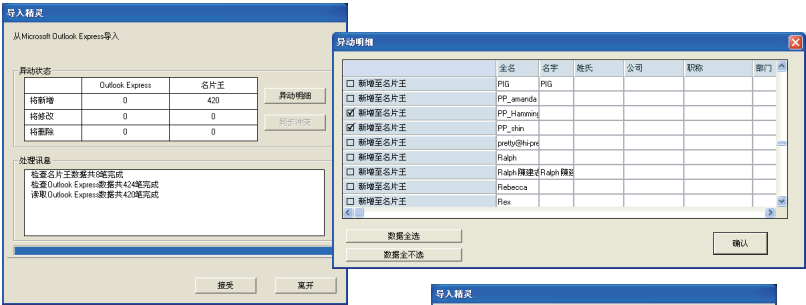 导入精灵
从Microsoft Outlook Express导入
异动状态
Outlook Express 名片王
将新增 0 420
将修改 0 0
将删除 0 0
异动明细
同步冲突
处理讯息
检查名片王数据共8笔完成
检查Outlook Express数据共424笔完成
读取Outlook Express数据共420笔完成
接受 离开
异动明细
全名 名字 姓氏 公司 职称 部门
新增至名片王 PIG PIG
新增至名片王 PP_amanda
新增至名片王 PP_Hamming
新增至名片王 PP_shin
新增至名片王 pretty@hi-pre
新增至名片王 Ralph
新增至名片王 Ralph 陳建志 Ralph 陳建
新增至名片王 Rebecca
新增至名片王 Rex
数据全选
数据全不选
确认
导入精灵